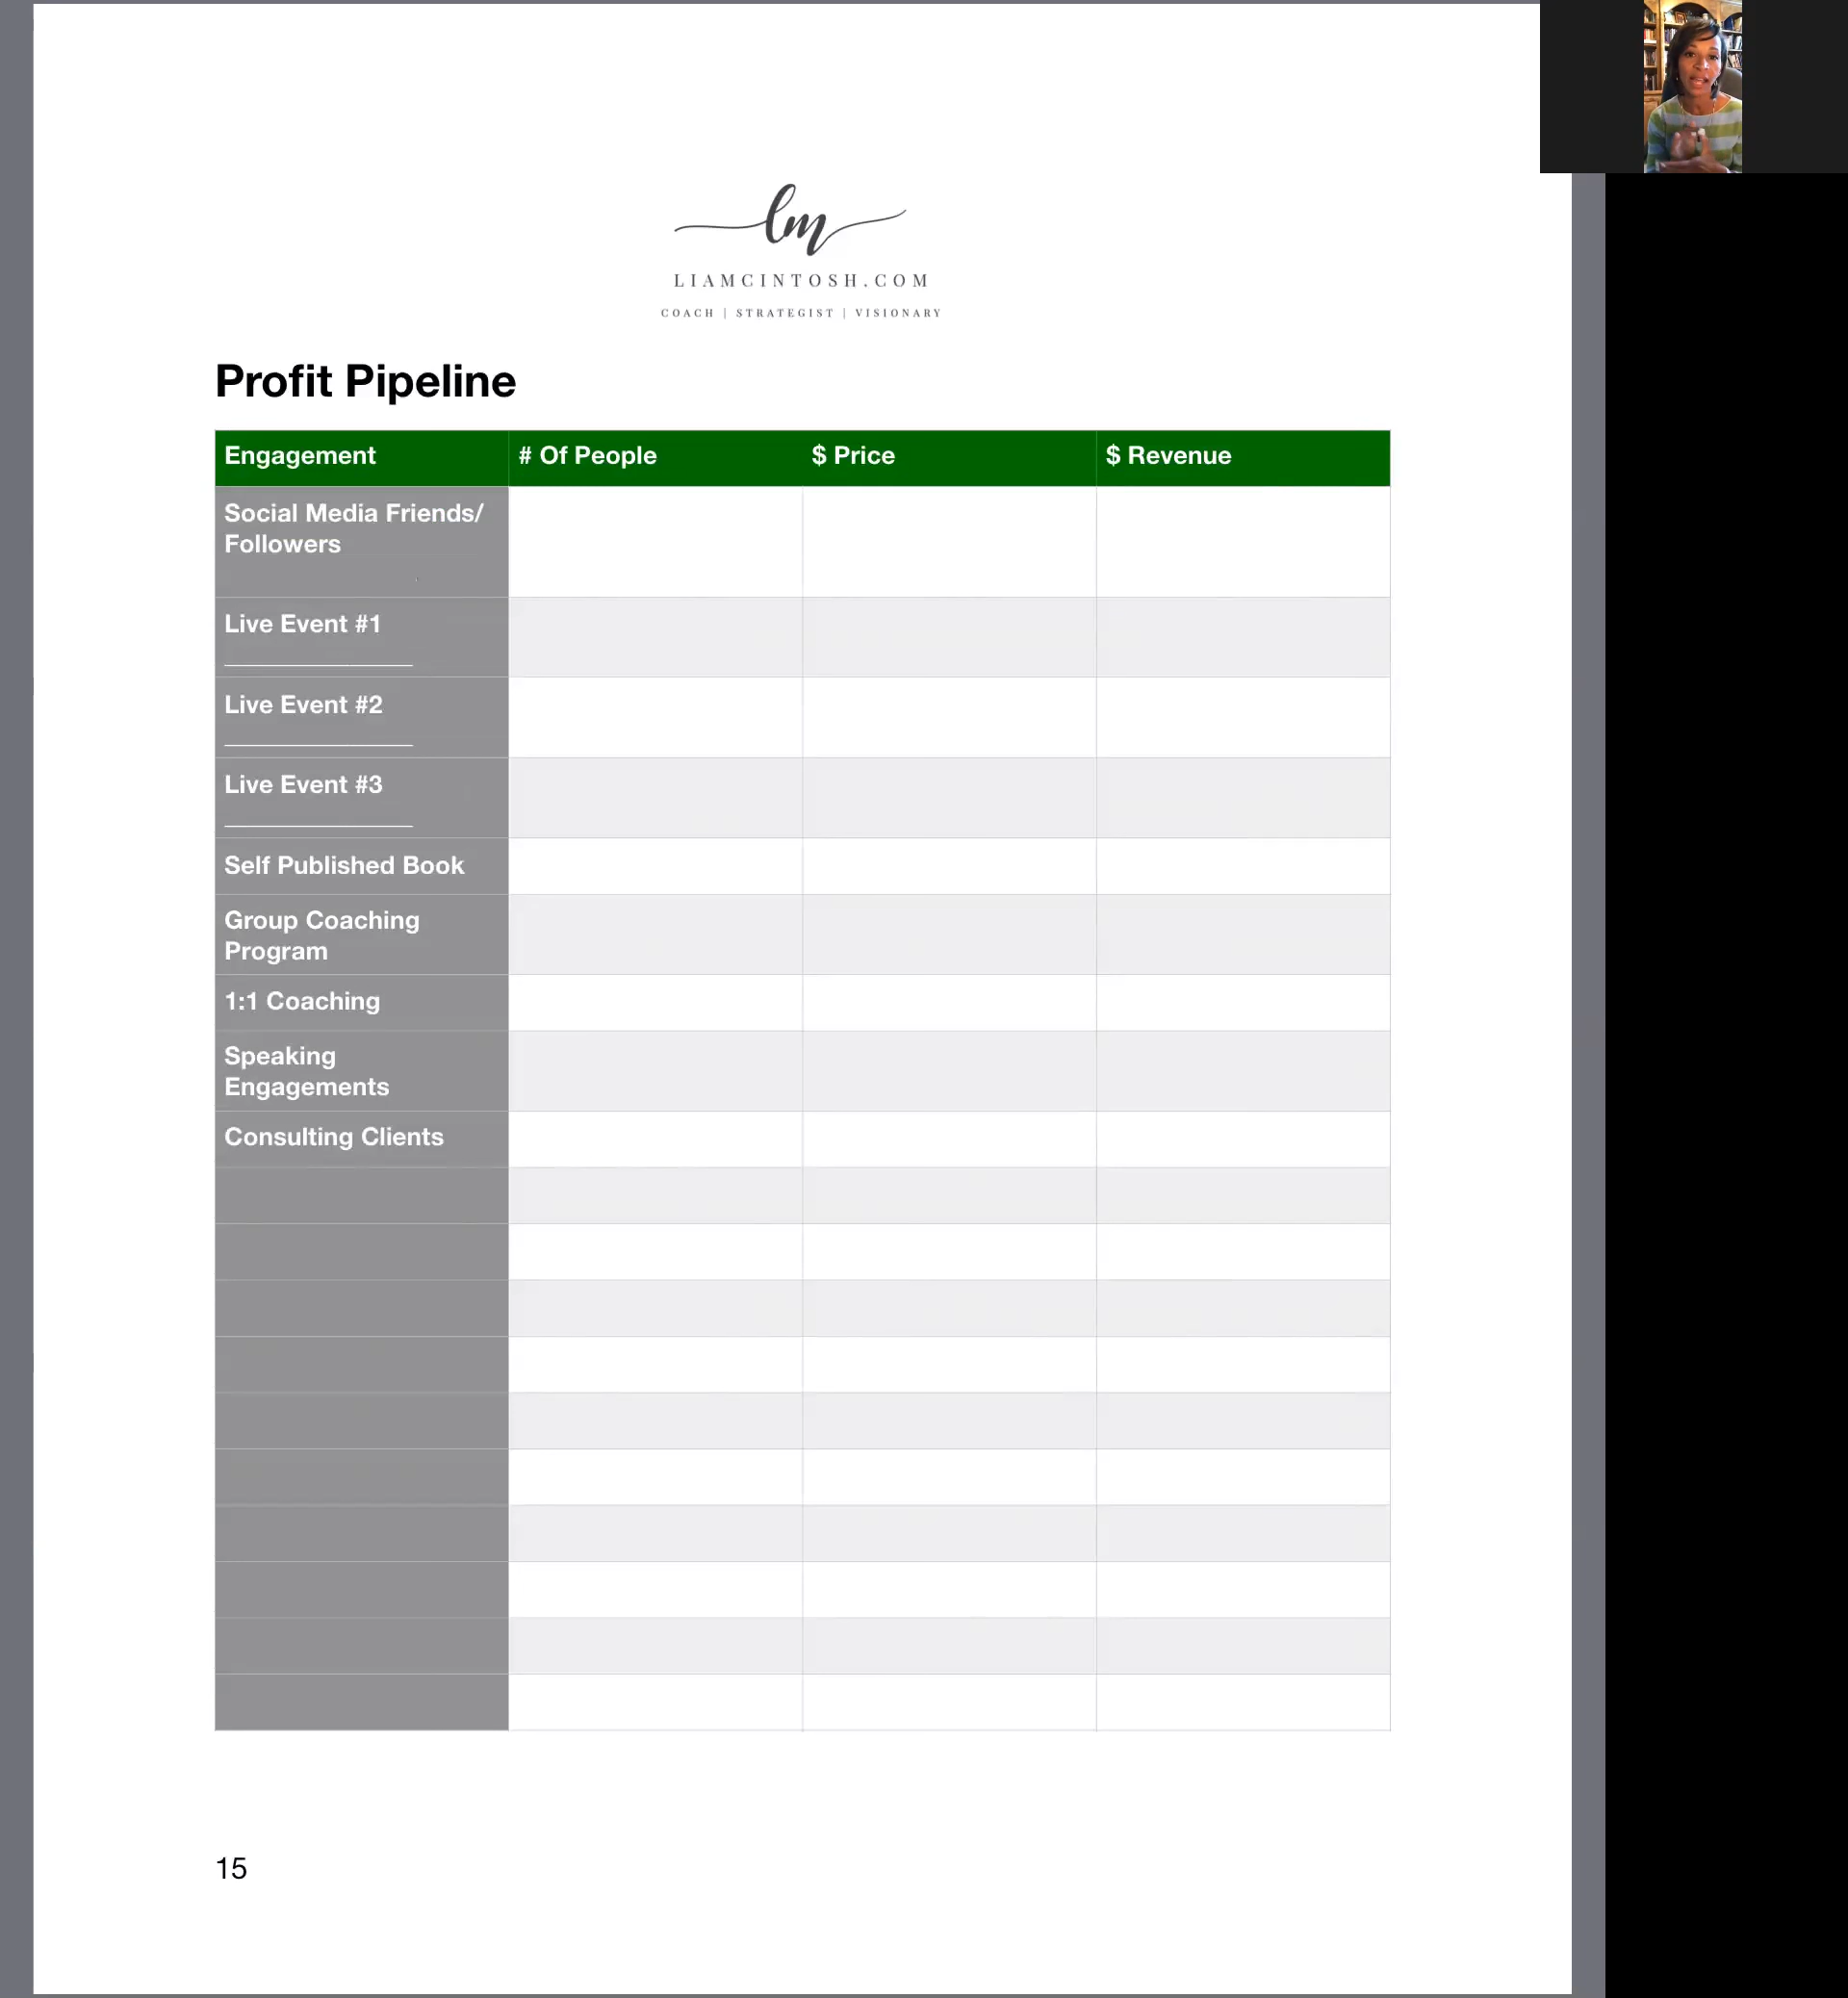 lm
LIAMCINTOSH.COM
COACH | STRATEGIST | VISIONARY
Profit Pipeline
Engagement # Of People $ Price $ Revenue
Social Media Friends/
Followers
Live Event #1
Live Event #2
Live Event #3
Self Published Book
Group Coaching
Program
1:1 Coaching
Speaking
Engagements
Consulting Clients
15